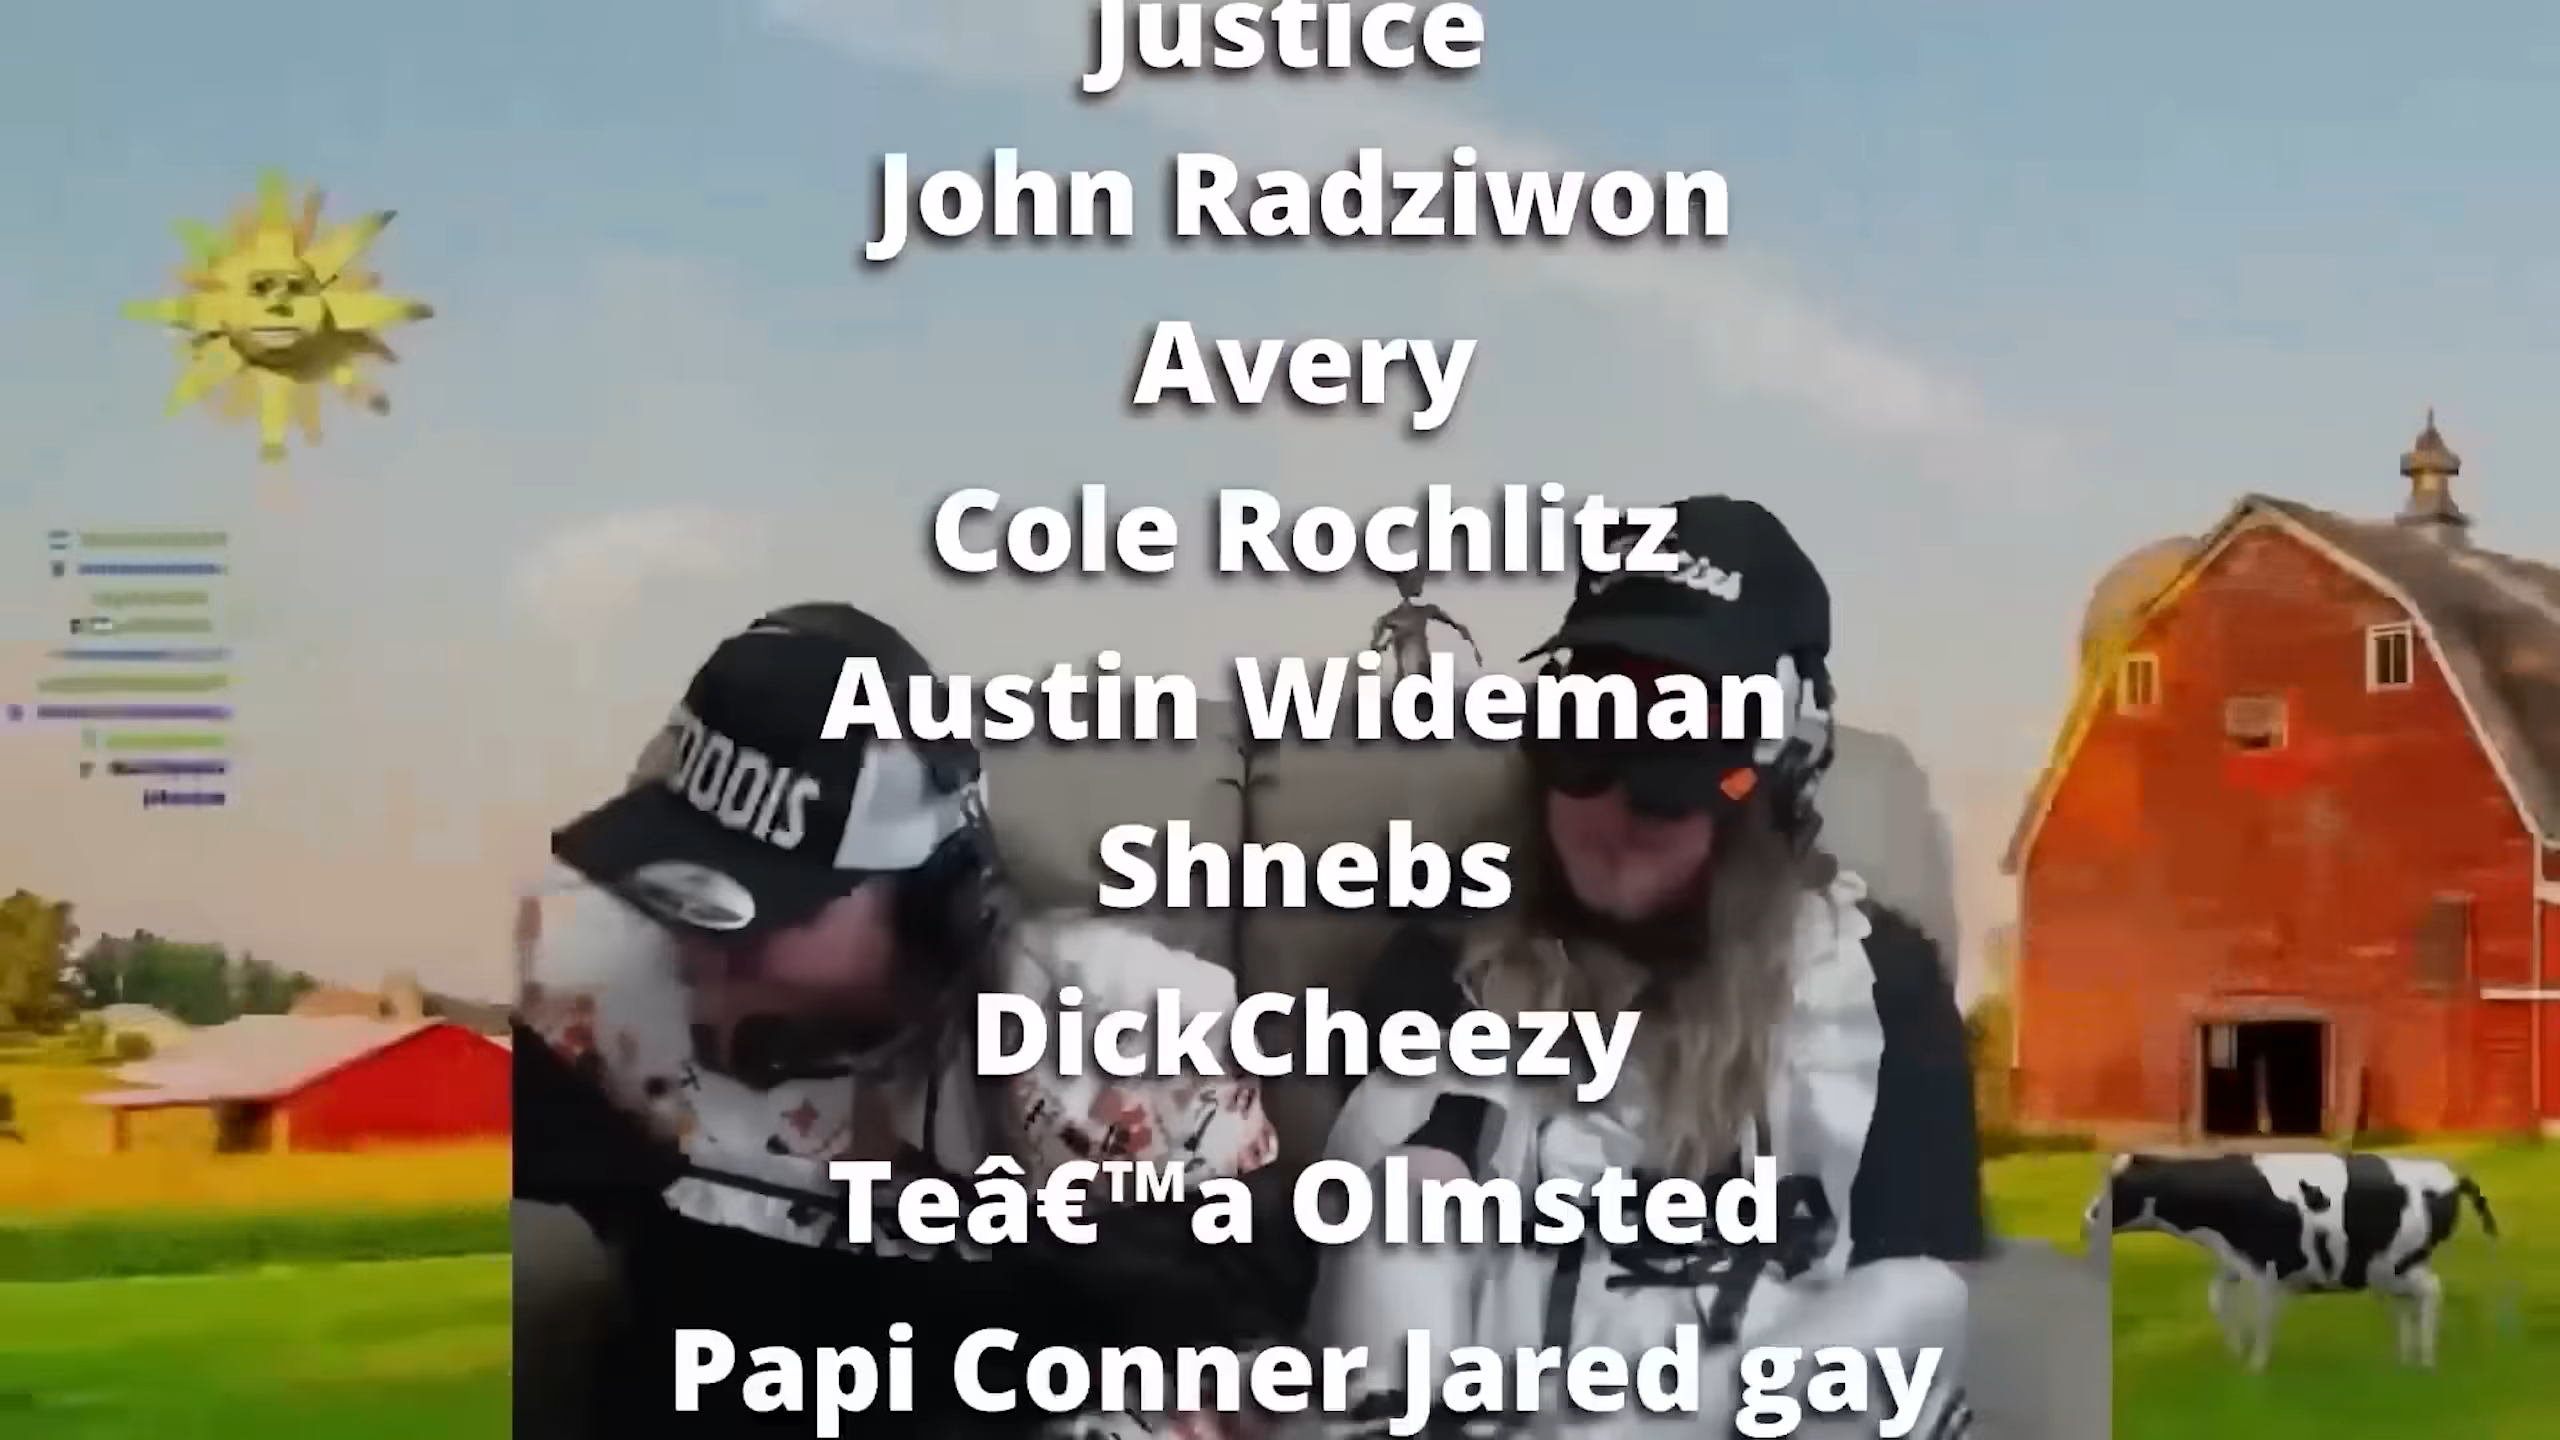 Justice
John Radziwon
Avery
Cole Rochlitz
Austin Wideman
Shnebs
DickCheezy
Teâ€™a Olmsted
Papi Conner Jared gay